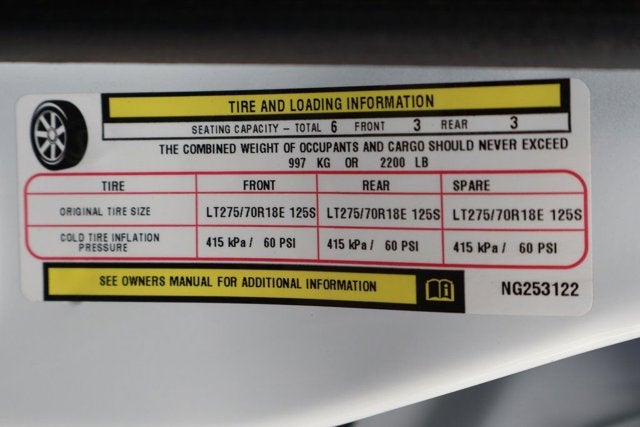 TIRE AND LOADING INFORMATION
SEATING CAPACITY – TOTAL 6 FRONT 3 REAR 3
THE COMBINED WEIGHT OF OCCUPANTS AND CARGO SHOULD NEVER EXCEED
997 KG OR 2200 LB
TIRE FRONT REAR SPARE
ORIGINAL TIRE SIZE LT275/70R18E 125S LT275/70R18E 125S LT275/70R18E 125S
COLD TIRE INFLATION
PRESSURE 415 kPa / 60 PSI 415 kPa / 60 PSI 415 kPa / 60 PSI
SEE OWNERS MANUAL FOR ADDITIONAL INFORMATION
NG253122